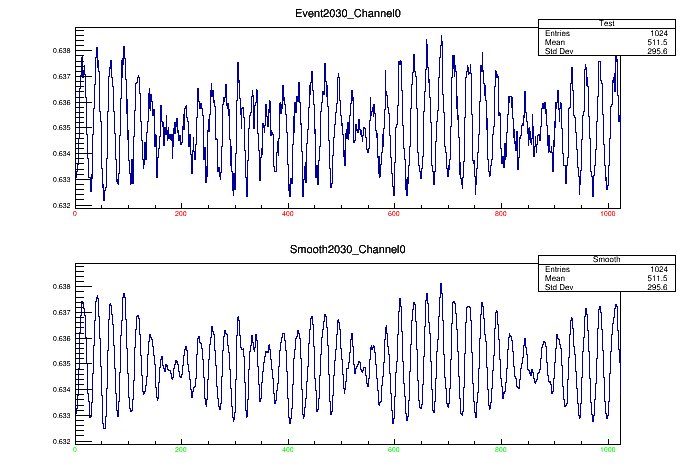 Event2030_Channel0
Test
Entries 1024
Mean 511.5
Std Dev 295.6
0.638
0.637
0.636
0.635
0.634
0.633
0.632
0 200 400 600 800 1000
Smooth2030_Channel0
Smooth
Entries 1024
Mean 511.5
Std Dev 295.6
0.638
0.637
0.636
0.635
0.634
0.633
0.632
0 200 400 600 800 1000